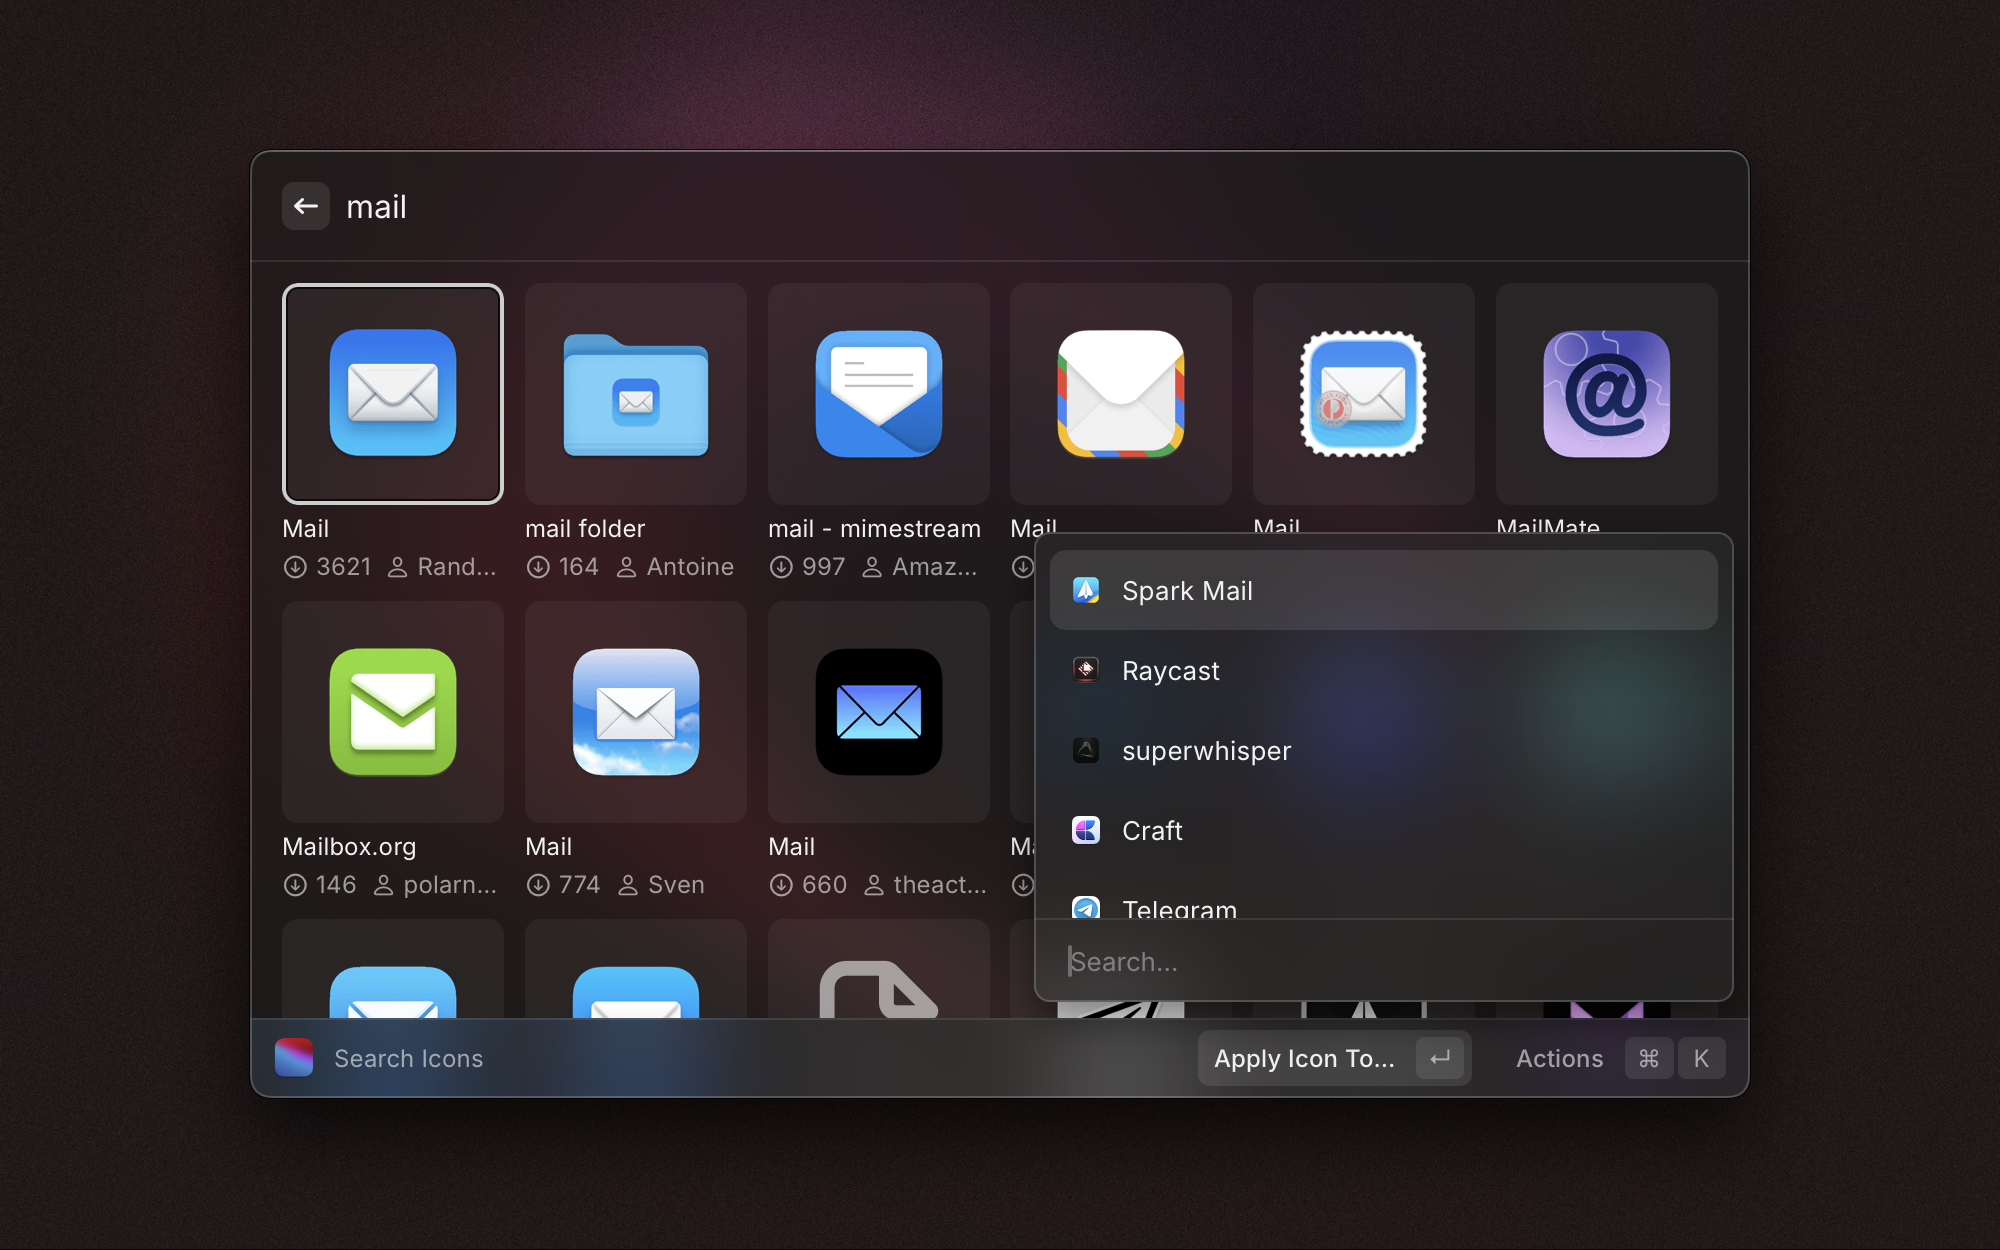 mail
Mail
mail folder
mail - mimestream
Mail
Mail
MailMate
3621 Rand...
164 Antoine
997 Amaz...
Spark Mail
Raycast
superwhisper
Craft
Telegram
Search...
Mailbox.org
Mail
Mail
146 polarn...
774 Sven
660 theact...
Search Icons
Apply Icon To...
Actions ⌘ K